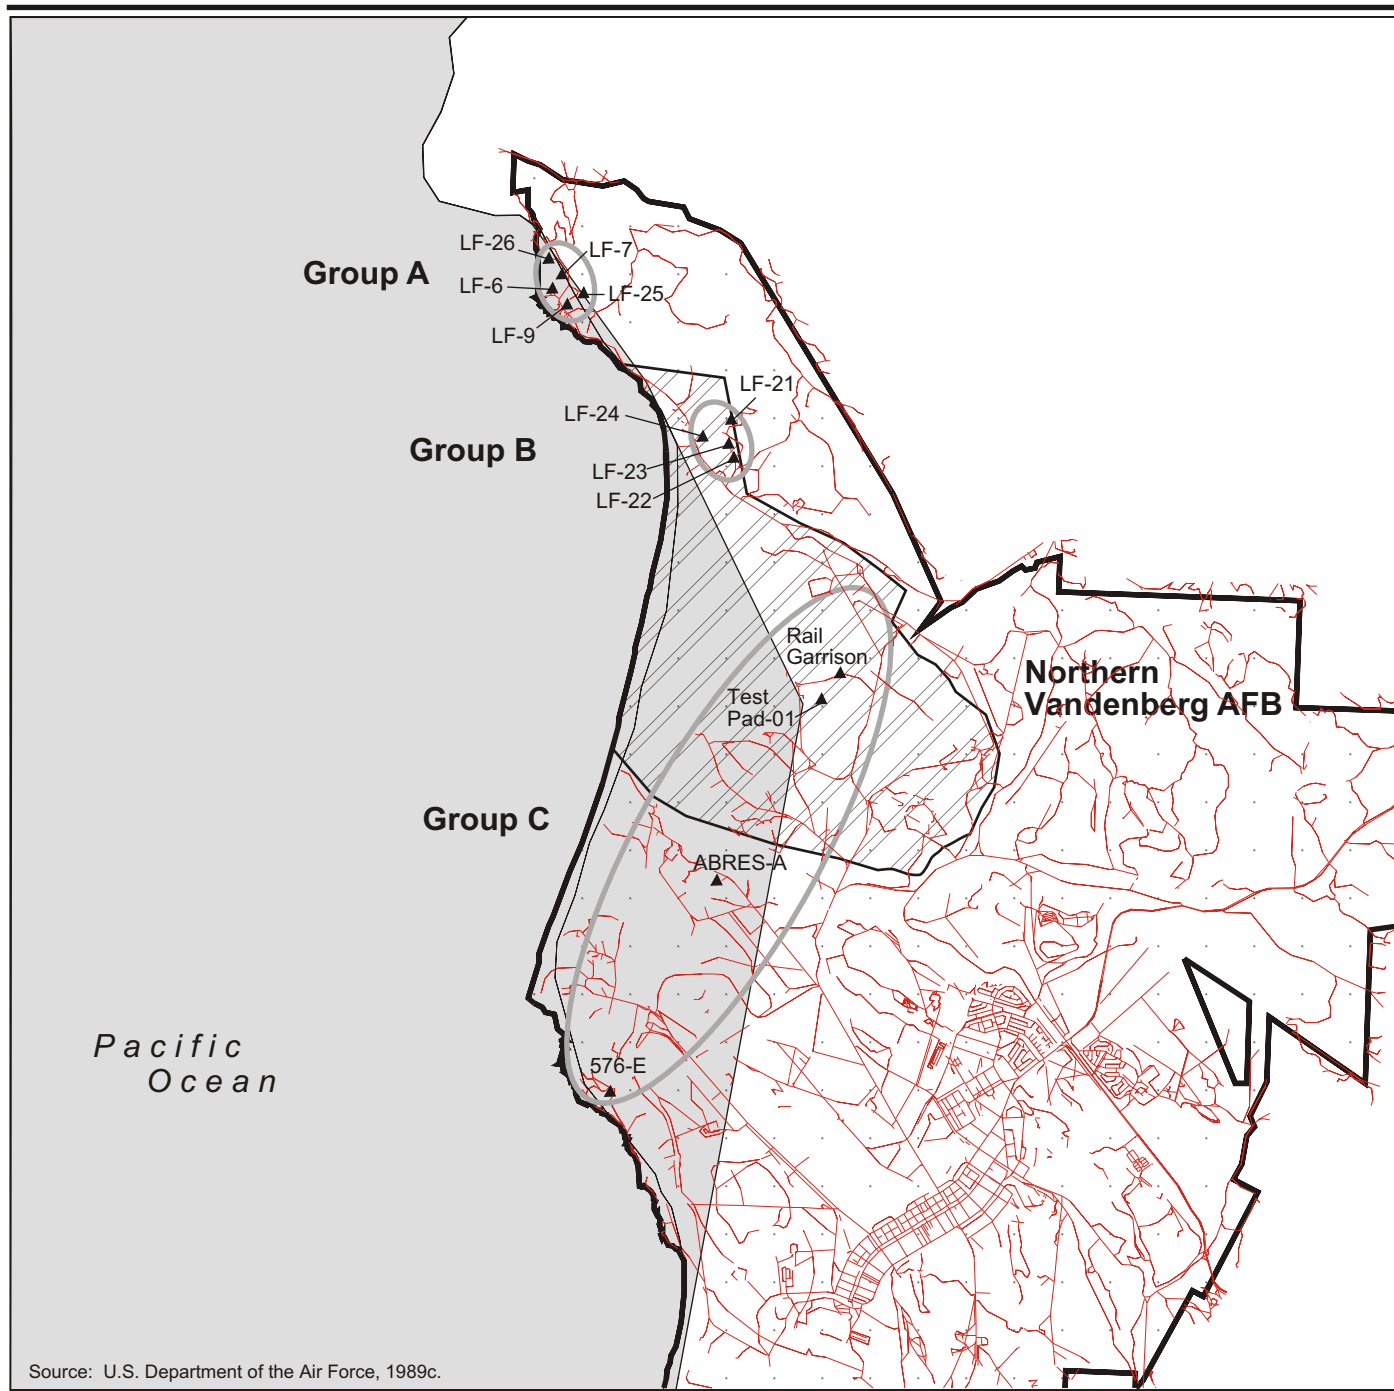 LF-26
LF-7
Group A
LF-6
LF-25
LF-9
LF-21
LF-24
Group B
LF-23
LF-22
Rail
Garrison
Northern
Vandenberg AFB
Test
Pad-01
Group C
ABRES-A
Pacific
Ocean
576-E
Source: U.S. Department of the Air Force, 1989c.